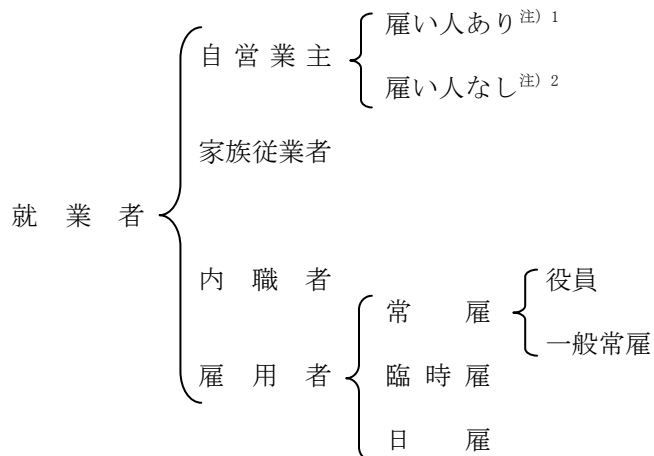 自営業主
雇い人あり注）1
雇い人なし注）2
家族従業者
就業者
内職者
雇用者
常雇
役員
一般常雇
臨時雇
日雇